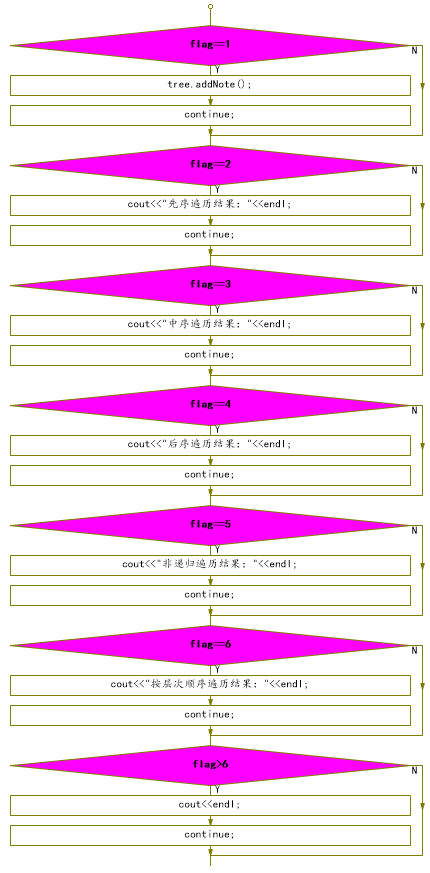 flag==1
N
Y
tree.addNote();
continue;
flag==2
N
Y
cout<<"先序遍历结果："<<endl;
continue;
flag==3
N
Y
cout<<"中序遍历结果："<<endl;
continue;
flag==4
N
Y
cout<<"后序遍历结果："<<endl;
continue;
flag==5
N
Y
cout<<"非递归遍历结果："<<endl;
continue;
flag==6
N
Y
cout<<"按层次顺序遍历结果："<<endl;
continue;
flag>6
N
Y
cout<<endl;
continue;